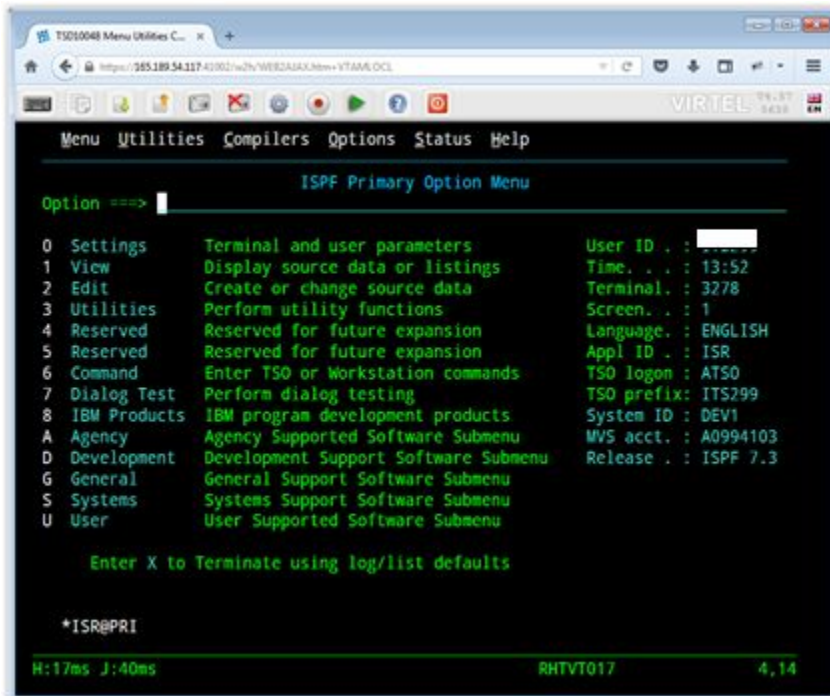 TSO10048 Menu Utilities C...
https://165.189.54.117:41002/w2h/WEB2AJAX.htm+VTAMLOCL
VIRTEL
EN
Menu Utilities Compilers Options Status Help
ISPF Primary Option Menu
Option ===>
0 Settings Terminal and user parameters User ID . :
1 View Display source data or listings Time. . . : 13:52
2 Edit Create or change source data Terminal. : 3278
3 Utilities Perform utility functions Screen. . : 1
4 Reserved Reserved for future expansion Language. : ENGLISH
5 Reserved Reserved for future expansion Appl ID . : ISR
6 Command Enter TSO or Workstation commands TSO logon : ATSO
7 Dialog Test Perform dialog testing TSO prefix: ITS299
8 IBM Products IBM program development products System ID : DEV1
A Agency Agency Supported Software Submenu MVS acct. : A0994103
D Development Development Support Software Submenu Release . : ISPF 7.3
G General General Support Software Submenu
S Systems Systems Support Software Submenu
U User User Supported Software Submenu
Enter X to Terminate using log/list defaults
*ISR@PRI
H:17ms J:40ms RHTVT017 4,14